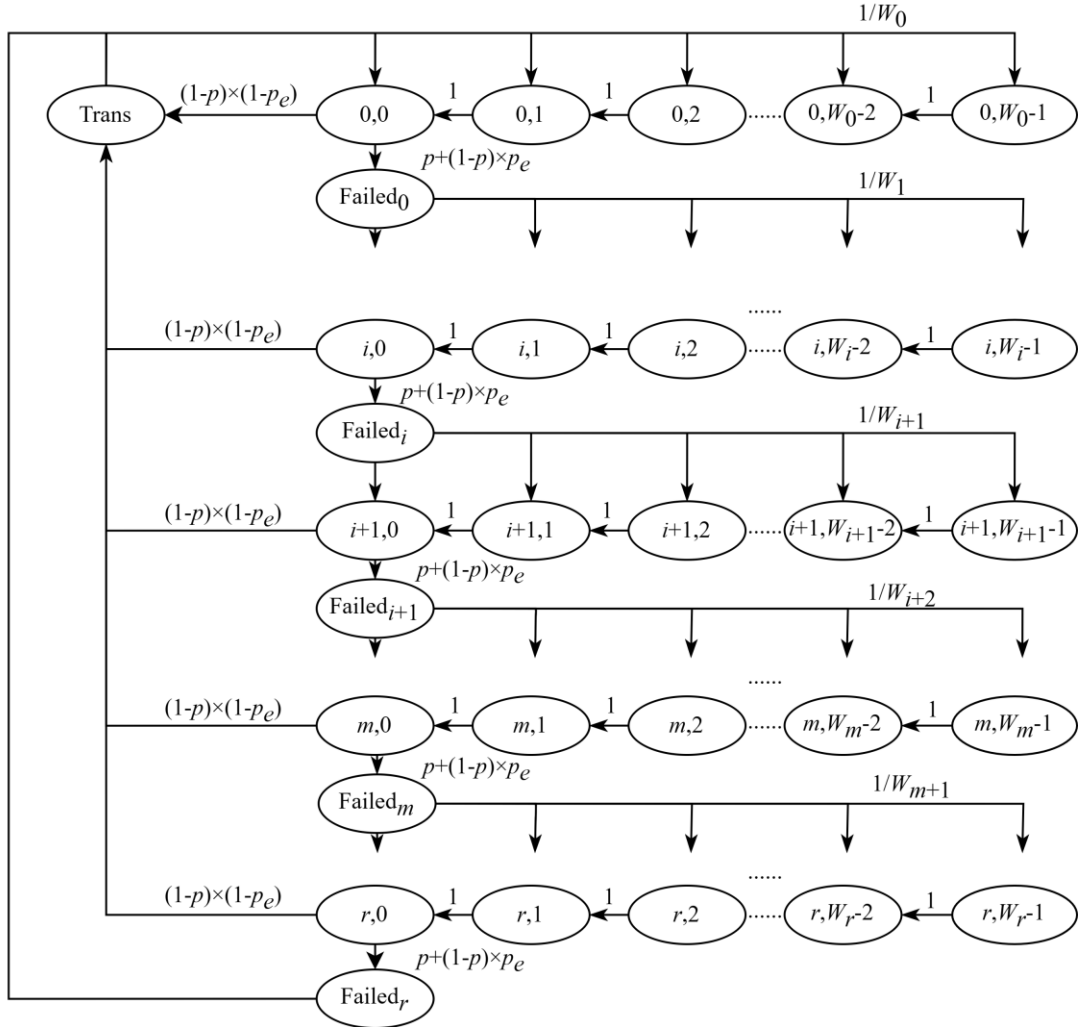 1/W₀
(1-p)×(1-pₑ) 1 1 1
Trans 0,0 0,1 0,2 ...... 0,W₀-2 0,W₀-1
p+(1-p)×pₑ
Failed₀ 1/W₁
......
(1-p)×(1-pₑ) 1 1 1
i,0 i,1 i,2 ...... i,Wᵢ-2 i,Wᵢ-1
p+(1-p)×pₑ
Failedᵢ 1/Wᵢ₊₁
(1-p)×(1-pₑ) 1 1 1
i+1,0 i+1,1 i+1,2 ...... i+1,Wᵢ₊₁-2 i+1,Wᵢ₊₁-1
p+(1-p)×pₑ
Failedᵢ₊₁ 1/Wᵢ₊₂
......
(1-p)×(1-pₑ) 1 1 1
m,0 m,1 m,2 ...... m,Wₘ-2 m,Wₘ-1
p+(1-p)×pₑ
Failedₘ 1/Wₘ₊₁
......
(1-p)×(1-pₑ) 1 1 1
r,0 r,1 r,2 ...... r,Wᵣ-2 r,Wᵣ-1
p+(1-p)×pₑ
Failedᵣ